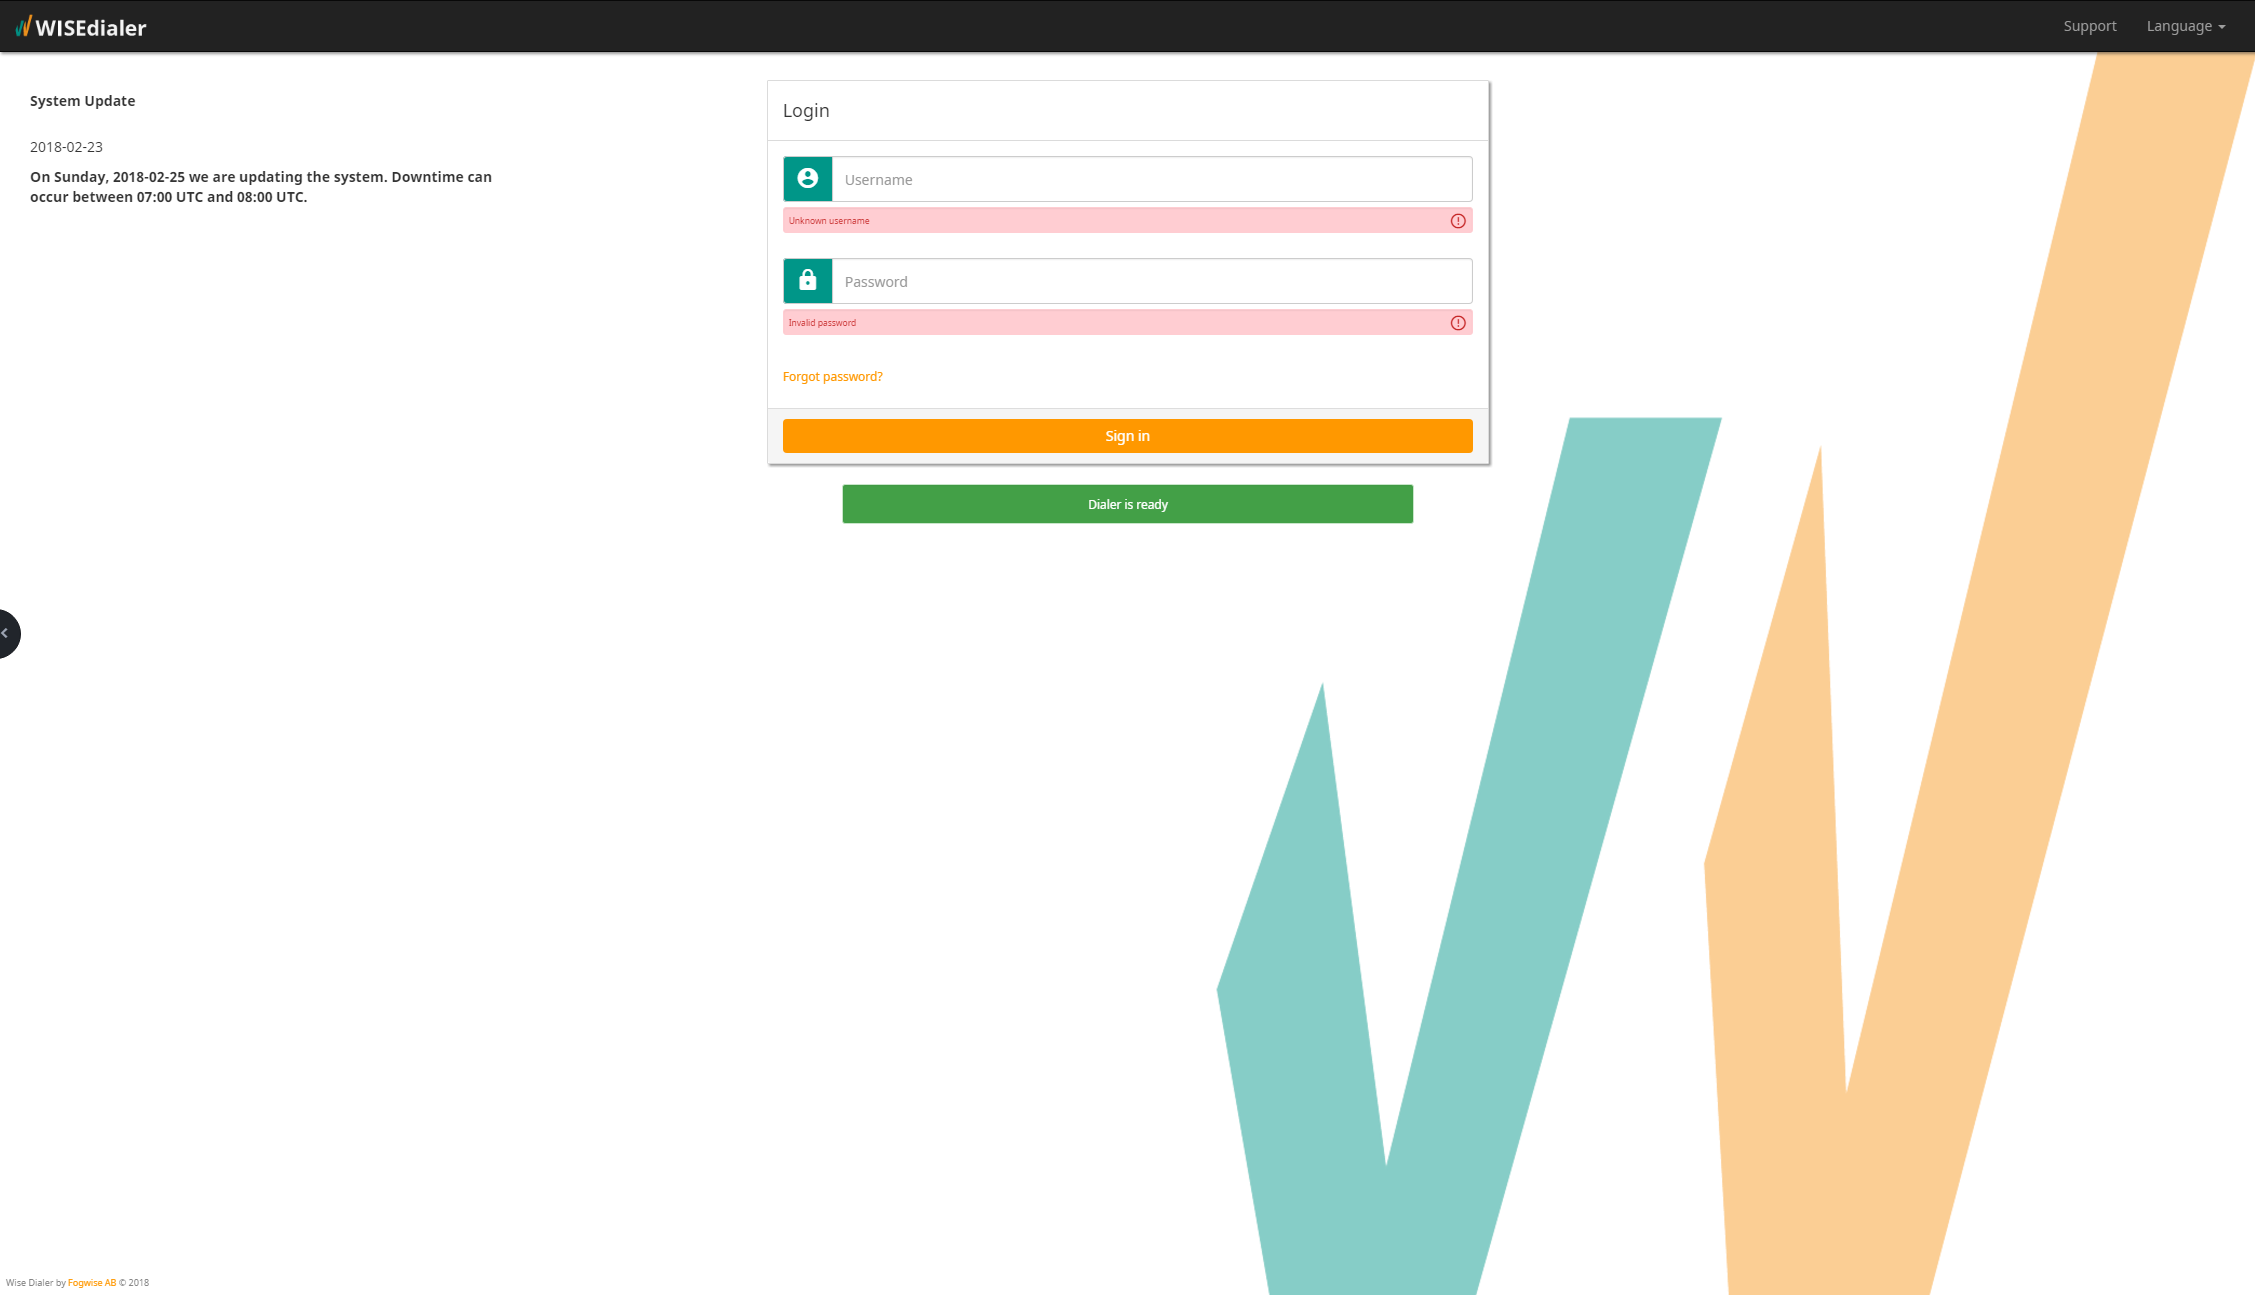 WISEdialer
Support
Language
System Update
2018-02-23
On Sunday, 2018-02-25 we are updating the system. Downtime can
occur between 07:00 UTC and 08:00 UTC.
Login
Username
Unknown username
Password
Invalid password
Forgot password?
Sign in
Dialer is ready
Wise Dialer by Fogwise AB © 2018